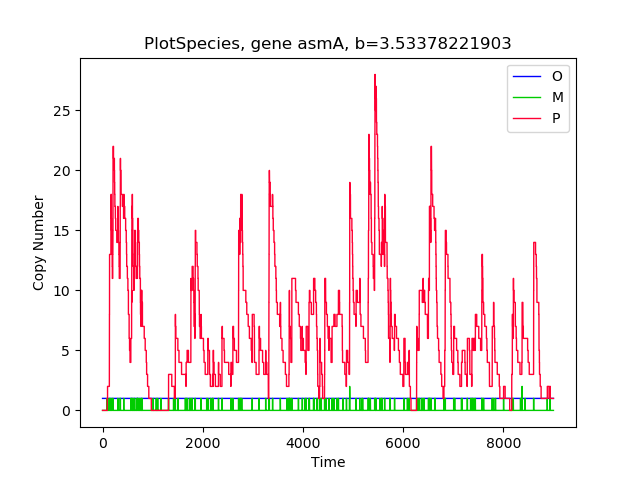 PlotSpecies, gene asmA, b=3.53378221903
O
M
P
25
20
15
10
5
0
Copy Number
0 2000 4000 6000 8000
Time